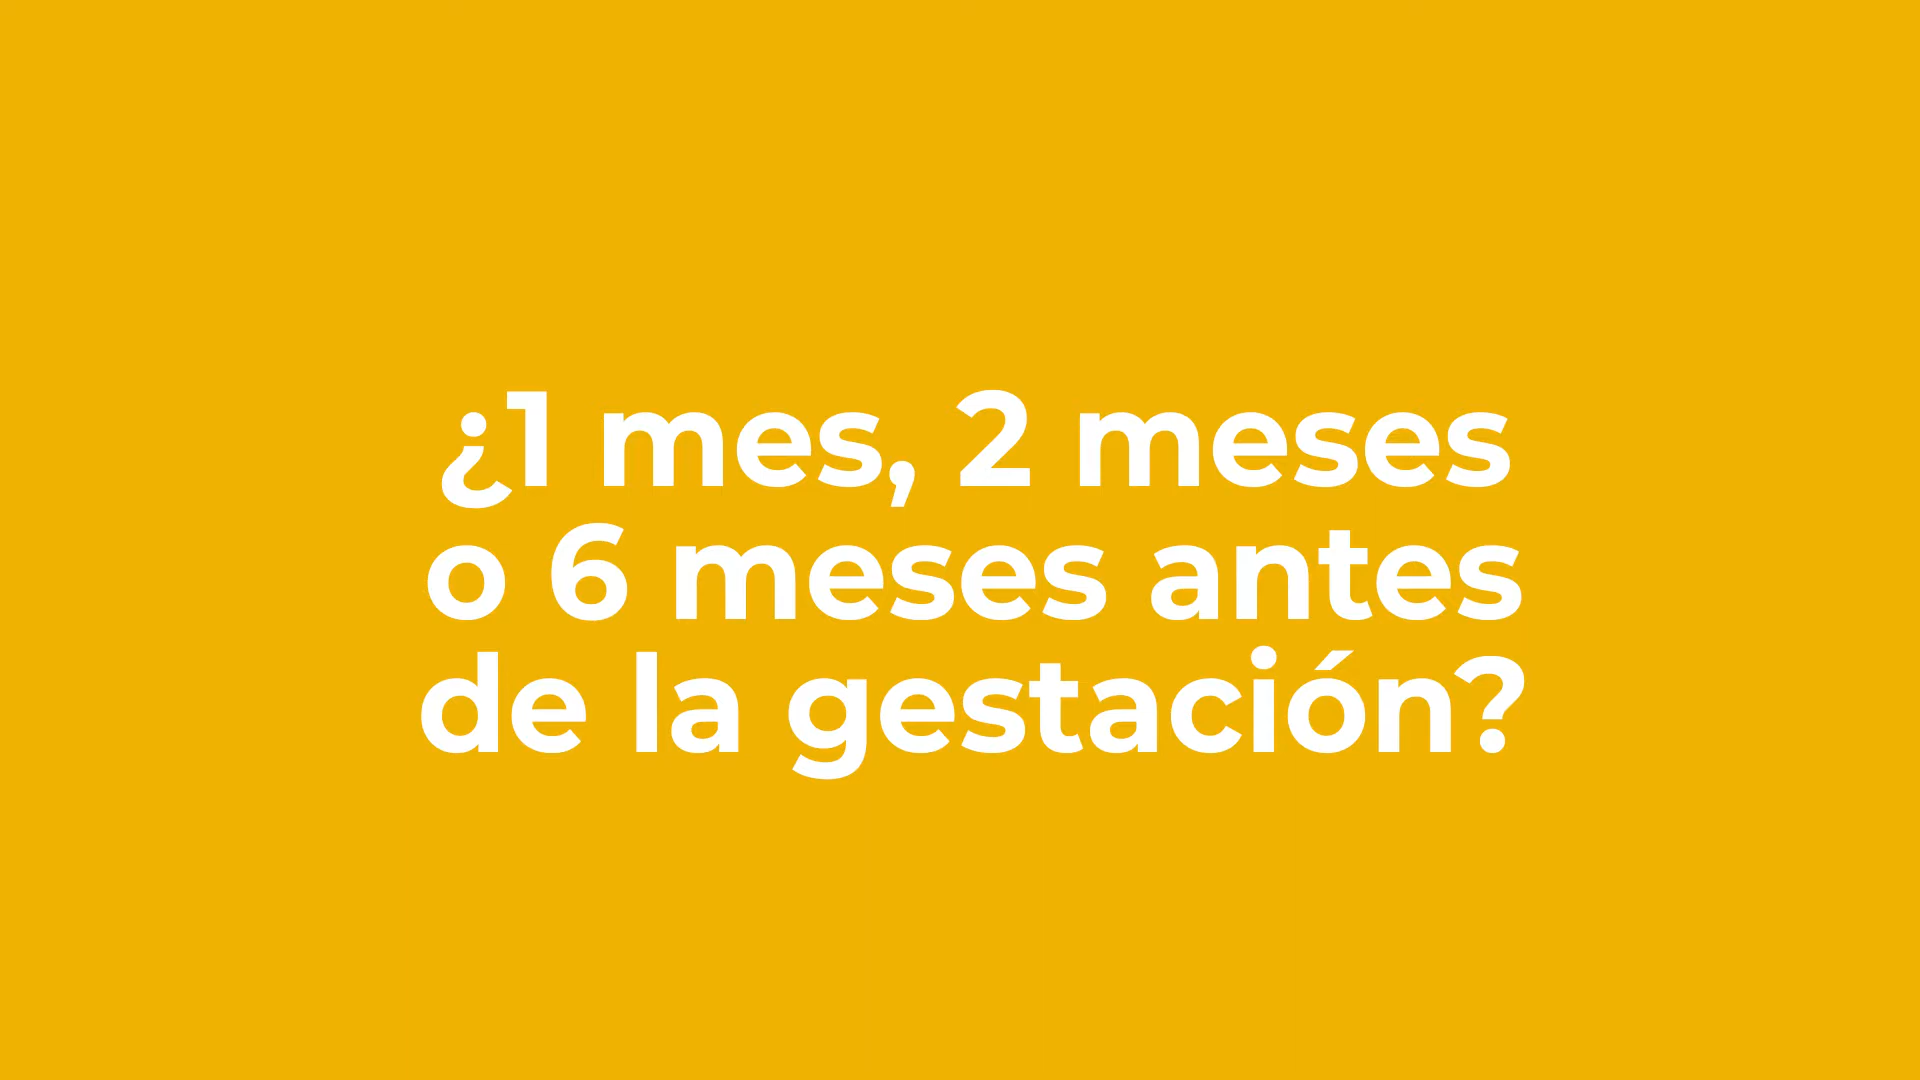 ¿1 mes, 2 meses
o 6 meses antes
de la gestación?